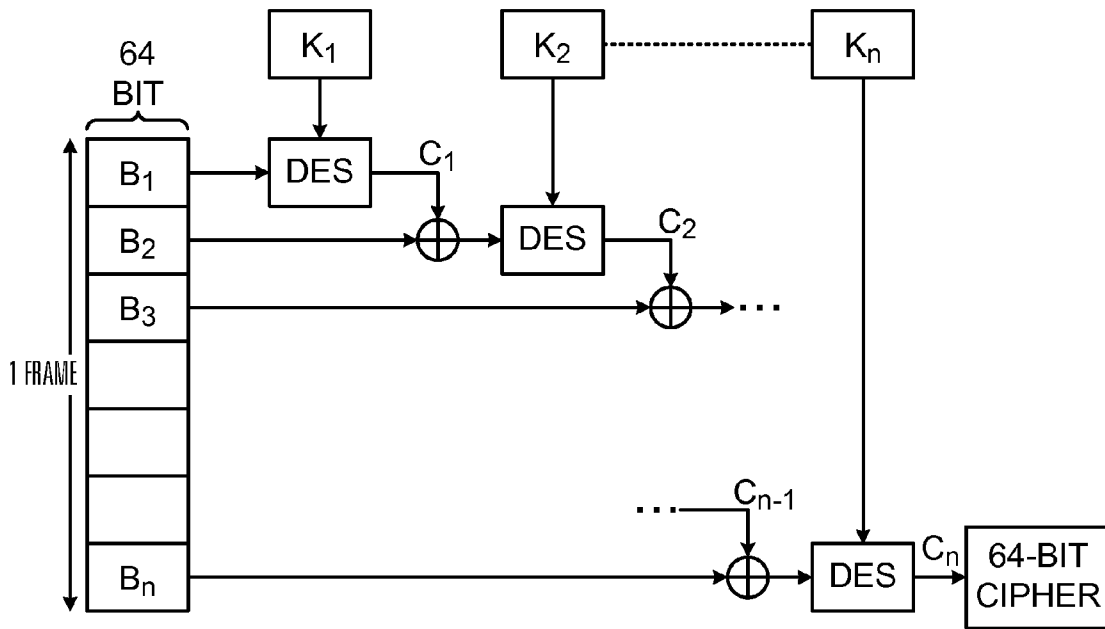 64
BIT
K₁
K₂
Kₙ
B₁
DES
C₁
B₂
DES
C₂
B₃
...
1 FRAME
...
Cₙ₋₁
Bₙ
DES
Cₙ
64-BIT
CIPHER